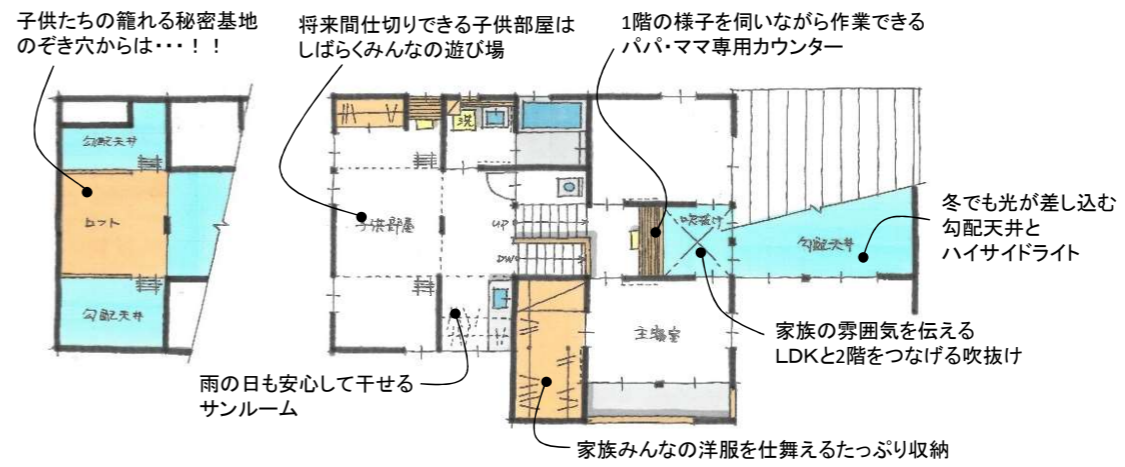 子供たちの籠れる秘密基地
のぞき穴からは・・・！！
将来間仕切りできる子供部屋は
しばらくみんなの遊び場
1階の様子を伺いながら作業できる
パパ・ママ専用カウンター
勾配天井
ロフト
勾配天井
洗
子供部屋
UP
DW
吹抜け
勾配天井
主寝室
冬でも光が差し込む
勾配天井と
ハイサイドライト
家族の雰囲気を伝える
LDKと2階をつなげる吹抜け
雨の日も安心して干せる
サンルーム
家族みんなの洋服を仕舞えるたっぷり収納